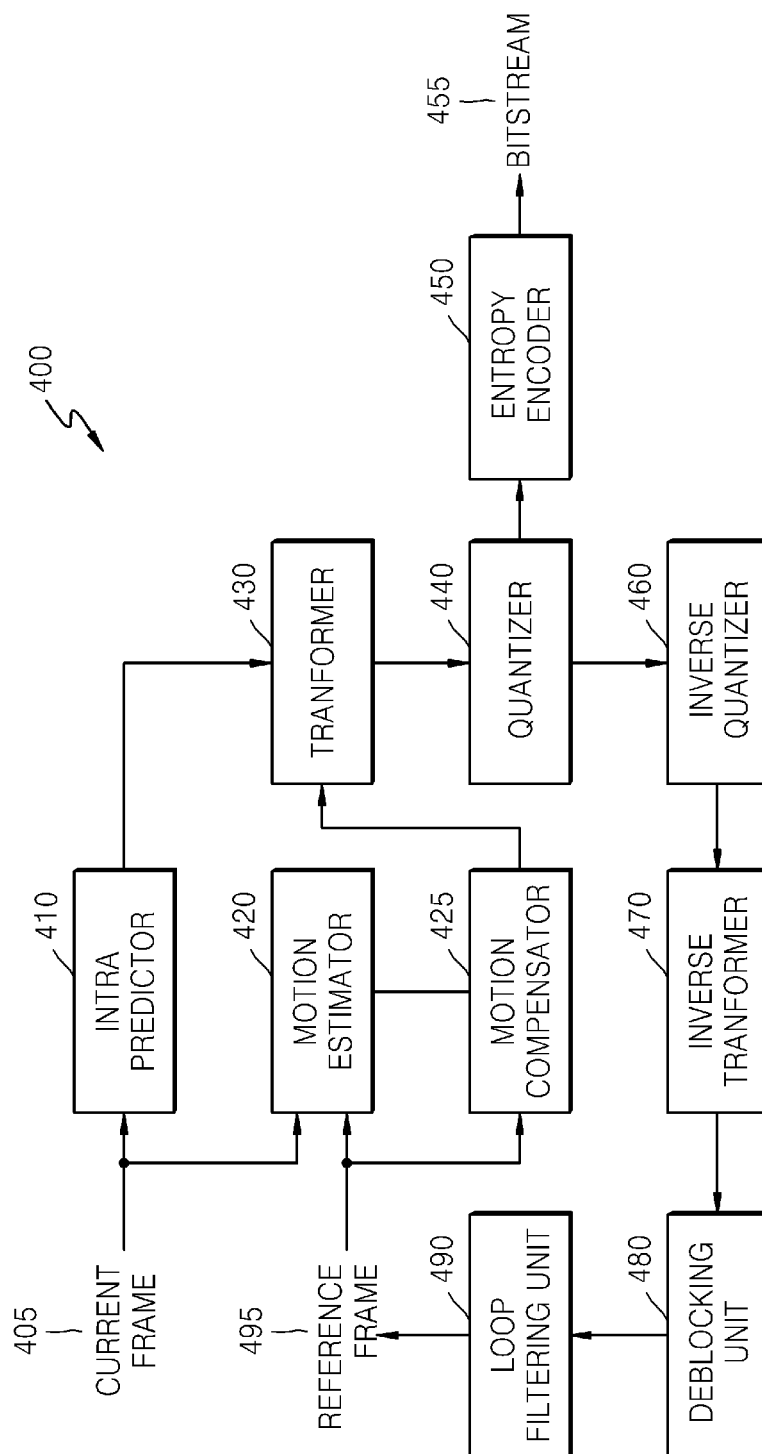 400
405
CURRENT
FRAME
410
INTRA
PREDICTOR
430
TRANFORMER
495
REFERENCE
FRAME
420
MOTION
ESTIMATOR
425
MOTION
COMPENSATOR
440
QUANTIZER
450
ENTROPY
ENCODER
455
BITSTREAM
490
LOOP
FILTERING UNIT
480
DEBLOCKING
UNIT
470
INVERSE
TRANFORMER
460
INVERSE
QUANTIZER